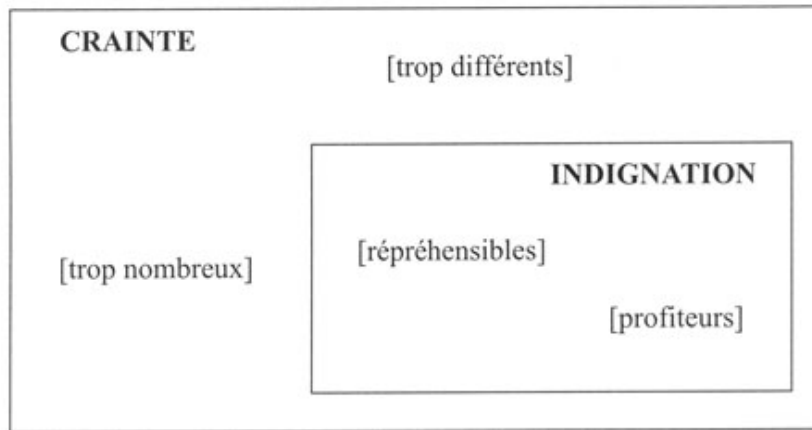 CRAINTE
[trop différents]
INDIGNATION
[répréhensibles]
[trop nombreux]
[profiteurs]